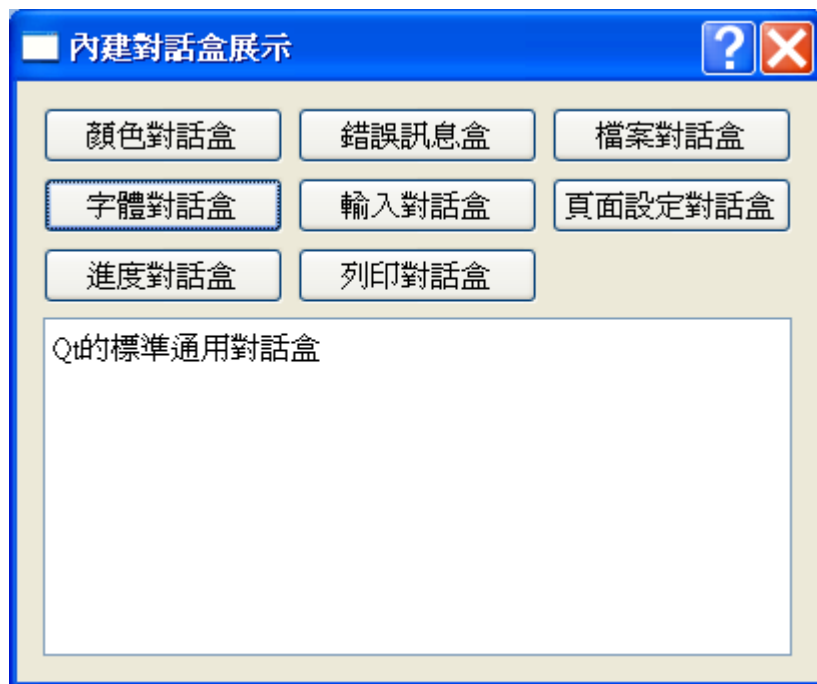 內建對話盒展示
顏色對話盒 錯誤訊息盒 檔案對話盒
字體對話盒 輸入對話盒 頁面設定對話盒
進度對話盒 列印對話盒
Qt的標準通用對話盒